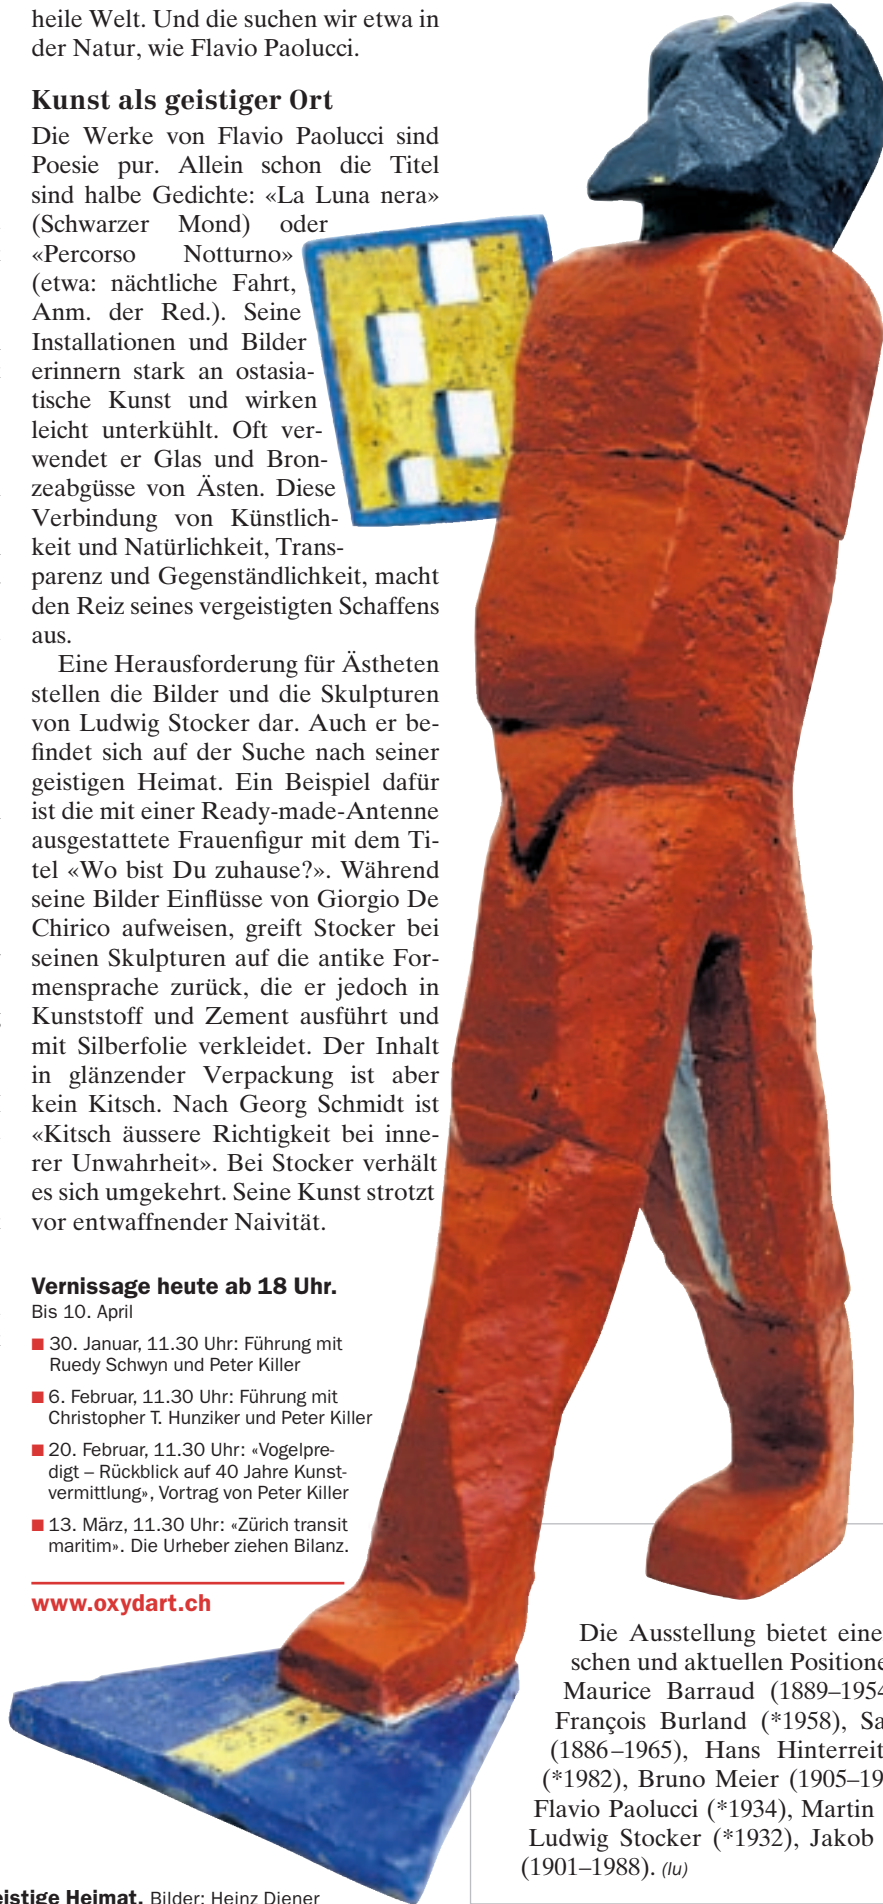 heile Welt. Und die suchen wir etwa in
der Natur, wie Flavio Paolucci.
Kunst als geistiger Ort
Die Werke von Flavio Paolucci sind
Poesie pur. Allein schon die Titel
sind halbe Gedichte: «La Luna nera»
(Schwarzer Mond) oder
«Percorso Notturno»
(etwa: nächtliche Fahrt,
Anm. der Red.). Seine
Installationen und Bilder
erinnern stark an ostasia-
tische Kunst und wirken
leicht unterkühlt. Oft ver-
wendet er Glas und Bron-
zeabgüsse von Ästen. Diese
Verbindung von Künstlich-
keit und Natürlichkeit, Trans-
parenz und Gegenständlichkeit, macht
den Reiz seines vergeistigten Schaffens
aus.
Eine Herausforderung für Ästheten
stellen die Bilder und die Skulpturen
von Ludwig Stocker dar. Auch er be-
findet sich auf der Suche nach seiner
geistigen Heimat. Ein Beispiel dafür
ist die mit einer Ready-made-Antenne
ausgestattete Frauenfigur mit dem Ti-
tel «Wo bist Du zuhause?». Während
seine Bilder Einflüsse von Giorgio De
Chirico aufweisen, greift Stocker bei
seinen Skulpturen auf die antike For-
mensprache zurück, die er jedoch in
Kunststoff und Zement ausführt und
mit Silberfolie verkleidet. Der Inhalt
in glänzender Verpackung ist aber
kein Kitsch. Nach Georg Schmidt ist
«Kitsch äussere Richtigkeit bei inne-
rer Unwahrheit». Bei Stocker verhält
es sich umgekehrt. Seine Kunst strotzt
vor entwaffnender Naivität.
Vernissage heute ab 18 Uhr.
Bis 10. April
■ 30. Januar, 11.30 Uhr: Führung mit
Ruedy Schwyn und Peter Killer
■ 6. Februar, 11.30 Uhr: Führung mit
Christopher T. Hunziker und Peter Killer
■ 20. Februar, 11.30 Uhr: «Vogelpre-
digt – Rückblick auf 40 Jahre Kunst-
vermittlung», Vortrag von Peter Killer
■ 13. März, 11.30 Uhr: «Zürich transit
maritim». Die Urheber ziehen Bilanz.
www.oxydart.ch
Die Ausstellung bietet eine
schen und aktuellen Positione
Maurice Barraud (1889–1954
François Burland (*1958), Sa
(1886–1965), Hans Hinterreit
(*1982), Bruno Meier (1905–19
Flavio Paolucci (*1934), Martin
Ludwig Stocker (*1932), Jakob
(1901–1988). (lu)
eistige Heimat. Bilder: Heinz Diener